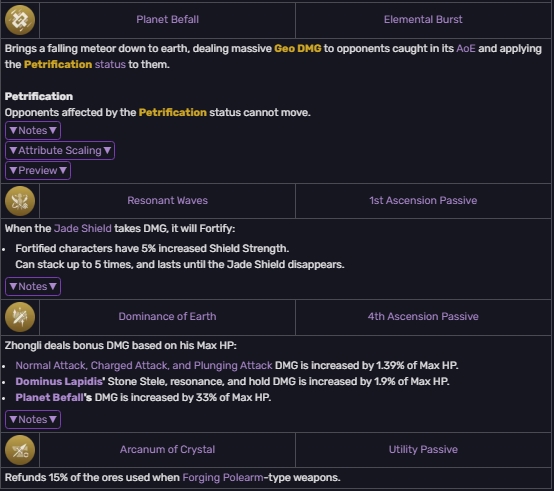 Planet Befall Elemental Burst
Brings a falling meteor down to earth, dealing massive Geo DMG to opponents caught in its AoE and applying
the Petrification status to them.
Petrification
Opponents affected by the Petrification status cannot move.
▼Notes▼
▼Attribute Scaling▼
▼Preview▼
Resonant Waves 1st Ascension Passive
When the Jade Shield takes DMG, it will Fortify:
• Fortified characters have 5% increased Shield Strength.
Can stack up to 5 times, and lasts until the Jade Shield disappears.
▼Notes▼
Dominance of Earth 4th Ascension Passive
Zhongli deals bonus DMG based on his Max HP:
• Normal Attack, Charged Attack, and Plunging Attack DMG is increased by 1.39% of Max HP.
• Dominus Lapidis' Stone Stele, resonance, and hold DMG is increased by 1.9% of Max HP.
• Planet Befall's DMG is increased by 33% of Max HP.
▼Notes▼
Arcanum of Crystal Utility Passive
Refunds 15% of the ores used when Forging Polearm-type weapons.